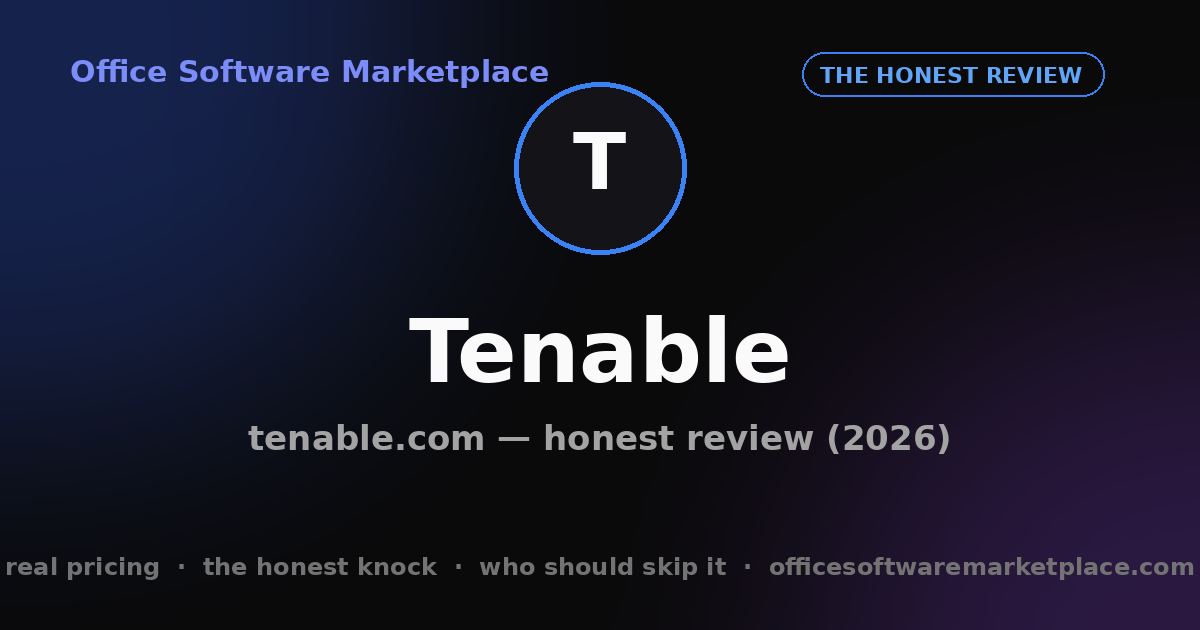 Office Software Marketplace
THE HONEST REVIEW
T
Tenable
tenable.com — honest review (2026)
real pricing · the honest knock · who should skip it · officesoftwaremarketplace.com